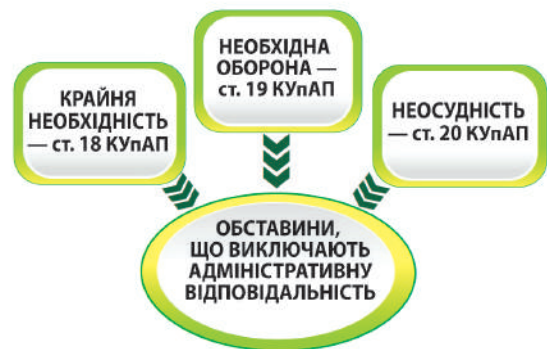 КРАЙНЯ
НЕОБХІДНІСТЬ
— ст. 18 КУпАП
НЕОБХІДНА
ОБОРОНА —
ст. 19 КУпАП
НЕОСУДНІСТЬ
— ст. 20 КУпАП
ОБСТАВИНИ,
ЩО ВИКЛЮЧАЮТЬ
АДМІНІСТРАТИВНУ
ВІДПОВІДАЛЬНІСТЬ